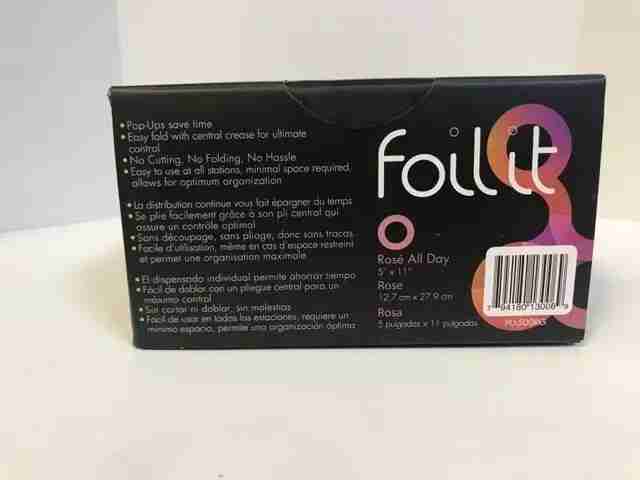 • Pop-Ups save time
• Easy fold with central crease for ultimate
control
• No Cutting, No Folding, No Hassle
• Easy to use at all stations, minimal space required,
allows for optimum organization
• La distribution continue vous fait épargner du temps
• Se plie facilement grâce à son pli central qui
assure un contrôle optimal
• Sans découpage, sans pliage, donc sans tracas
• Facile d'utilisation, même en cas d'espace restreint
et permet une organisation maximale
• El dispensado individual permite ahorrar tiempo
• Fácil de doblar con un pliegue central para un
máximo control
• Sin cortar ni doblar, sin molestias
• Fácil de usar en todas las estaciones, requiere un
mínimo espacio, permite una organización óptima
foil it
Rosé All Day
5" x 11"
Rose
12.7 cm x 27.9 cm
Rosa
5 pulgadas x 11 pulgadas
7 94180 13006 9